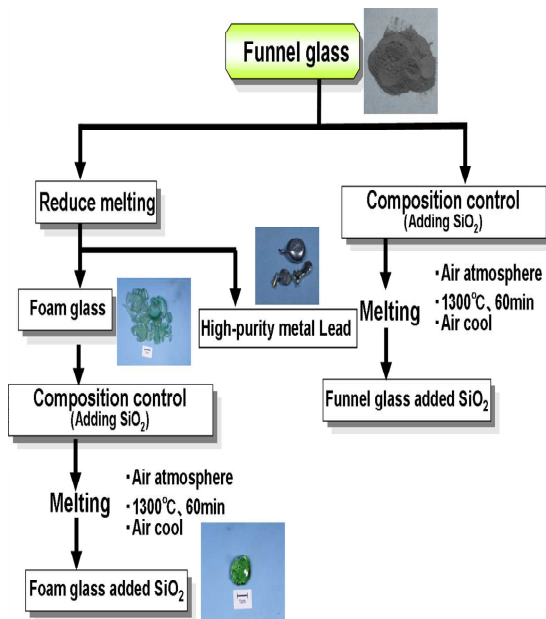 Funnel glass
Reduce melting
Composition control
(Adding SiO₂)
Foam glass
High-purity metal Lead
Melting
・Air atmosphere
・1300℃、60min
・Air cool
Funnel glass added SiO₂
Composition control
(Adding SiO₂)
Melting
・Air atmosphere
・1300℃、60min
・Air cool
Foam glass added SiO₂